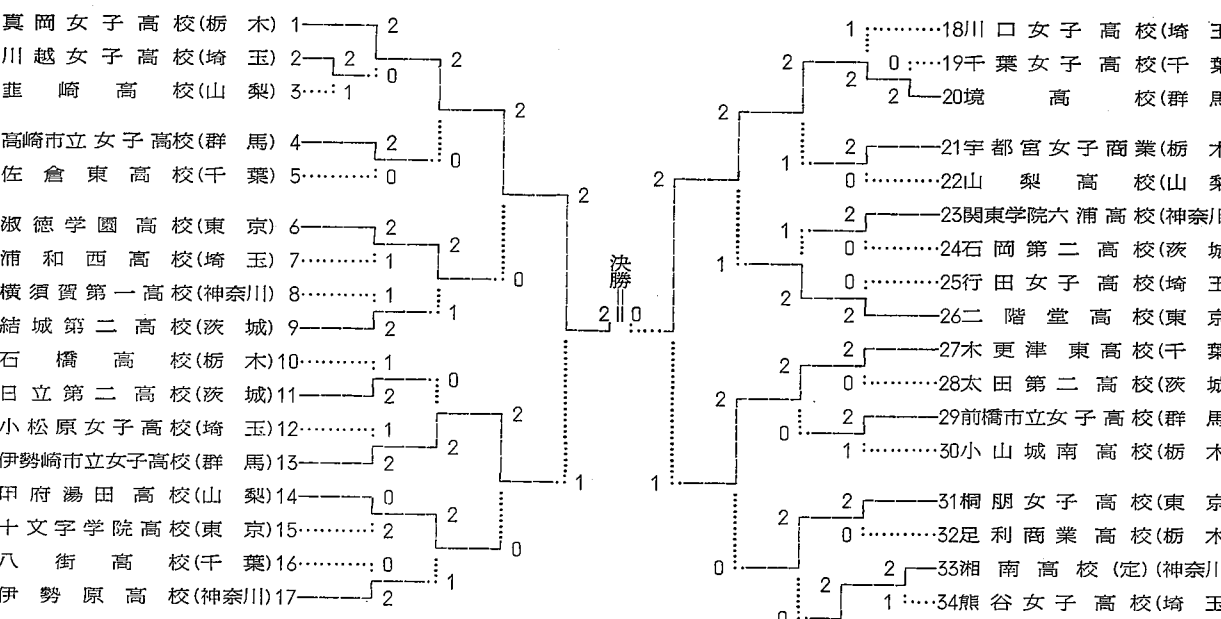 真岡女子高校(栃木) 1 2
川越女子高校(埼玉) 2 2 0 2
韮崎高校(山梨) 3 1
2
高崎市立女子高校(群馬) 4 2
佐倉東高校(千葉) 5 0 0
2
淑徳学園高校(東京) 6 2
浦和西高校(埼玉) 7 1 2
0
横須賀第一高校(神奈川) 8 1
結城第二高校(茨城) 9 2 1
石橋高校(栃木) 10 1
日立第二高校(茨城) 11 2 0
2
小松原女子高校(埼玉) 12 1
伊勢崎市立女子高校(群馬) 13 2 2
1
甲府湯田高校(山梨) 14 0
十文字学院高校(東京) 15 2 2
0
八街高校(千葉) 16 0
伊勢原高校(神奈川) 17 2 1
決勝
2 0
1 18川口女子高校(埼
2 0 19千葉女子高校(千
2 2 20境高校(群
2
2 21宇都宮女子商業(栃
1 0 22山梨高校(山
2
2 23関東学院六浦高校(神奈
1 0 24石岡第二高校(茨
1
0 25行田女子高校(埼
2 2 26二階堂高校(東
2 27木更津東高校(千
2 0 28太田第二高校(茨
2
2 29前橋市立女子高校(群
0 1 30小山城南高校(栃
1
2 31桐朋女子高校(東
2 0 32足利商業高校(栃
0
2 33湘南高校(定)(神奈
2 1 34熊谷女子高校(埼
0